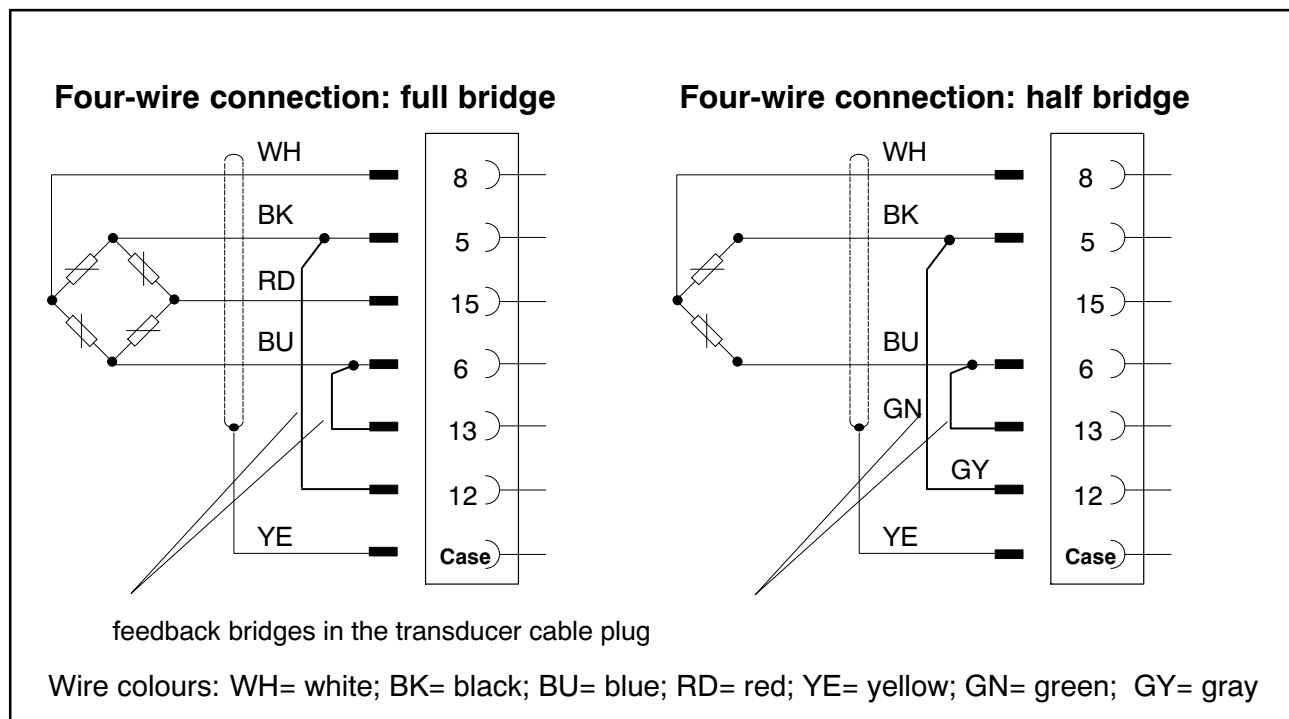 Four-wire connection: full bridge
WH
8
BK
5
RD
15
BU
6
13
12
YE
Case
Four-wire connection: half bridge
WH
8
BK
5
15
BU
6
GN
13
GY
12
YE
Case
feedback bridges in the transducer cable plug
Wire colours: WH= white; BK= black; BU= blue; RD= red; YE= yellow; GN= green; GY= gray